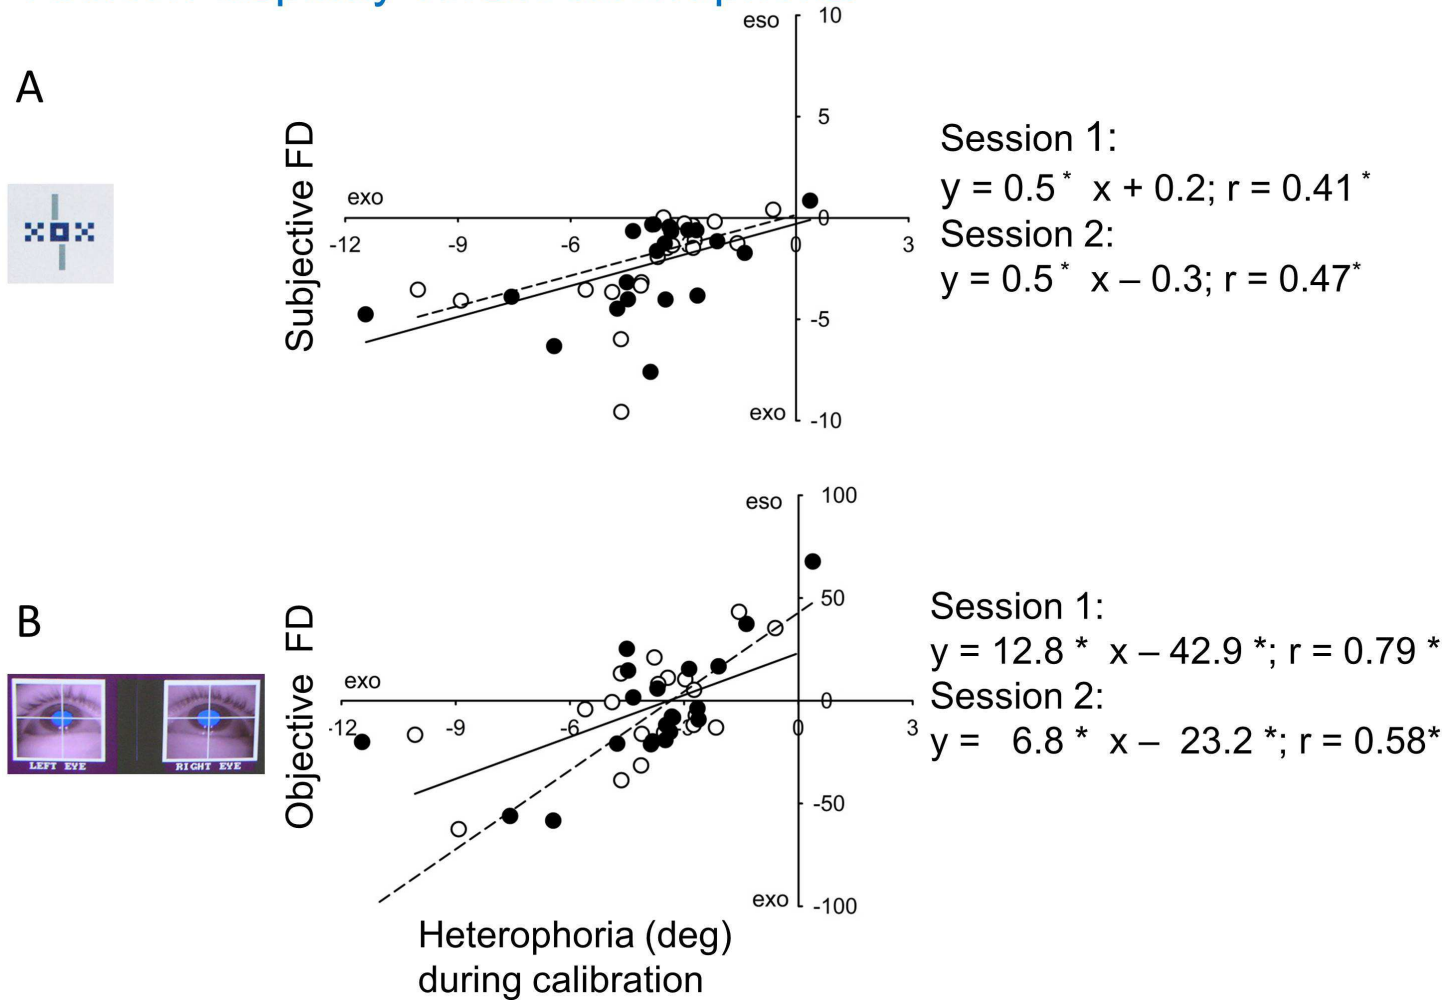 A
Subjective FD
eso
10
5
exo
-12
-9
-6
0
0
3
-5
exo
-10
Session 1:
y = 0.5 * x + 0.2; r = 0.41 *
Session 2:
y = 0.5 * x – 0.3; r = 0.47*
B
LEFT EYE
RIGHT EYE
Objective FD
eso
100
50
exo
-12
-9
-6
0
0
3
-50
exo
-100
Session 1:
y = 12.8 * x – 42.9 *; r = 0.79 *
Session 2:
y = 6.8 * x – 23.2 *; r = 0.58*
Heterophoria (deg)
during calibration